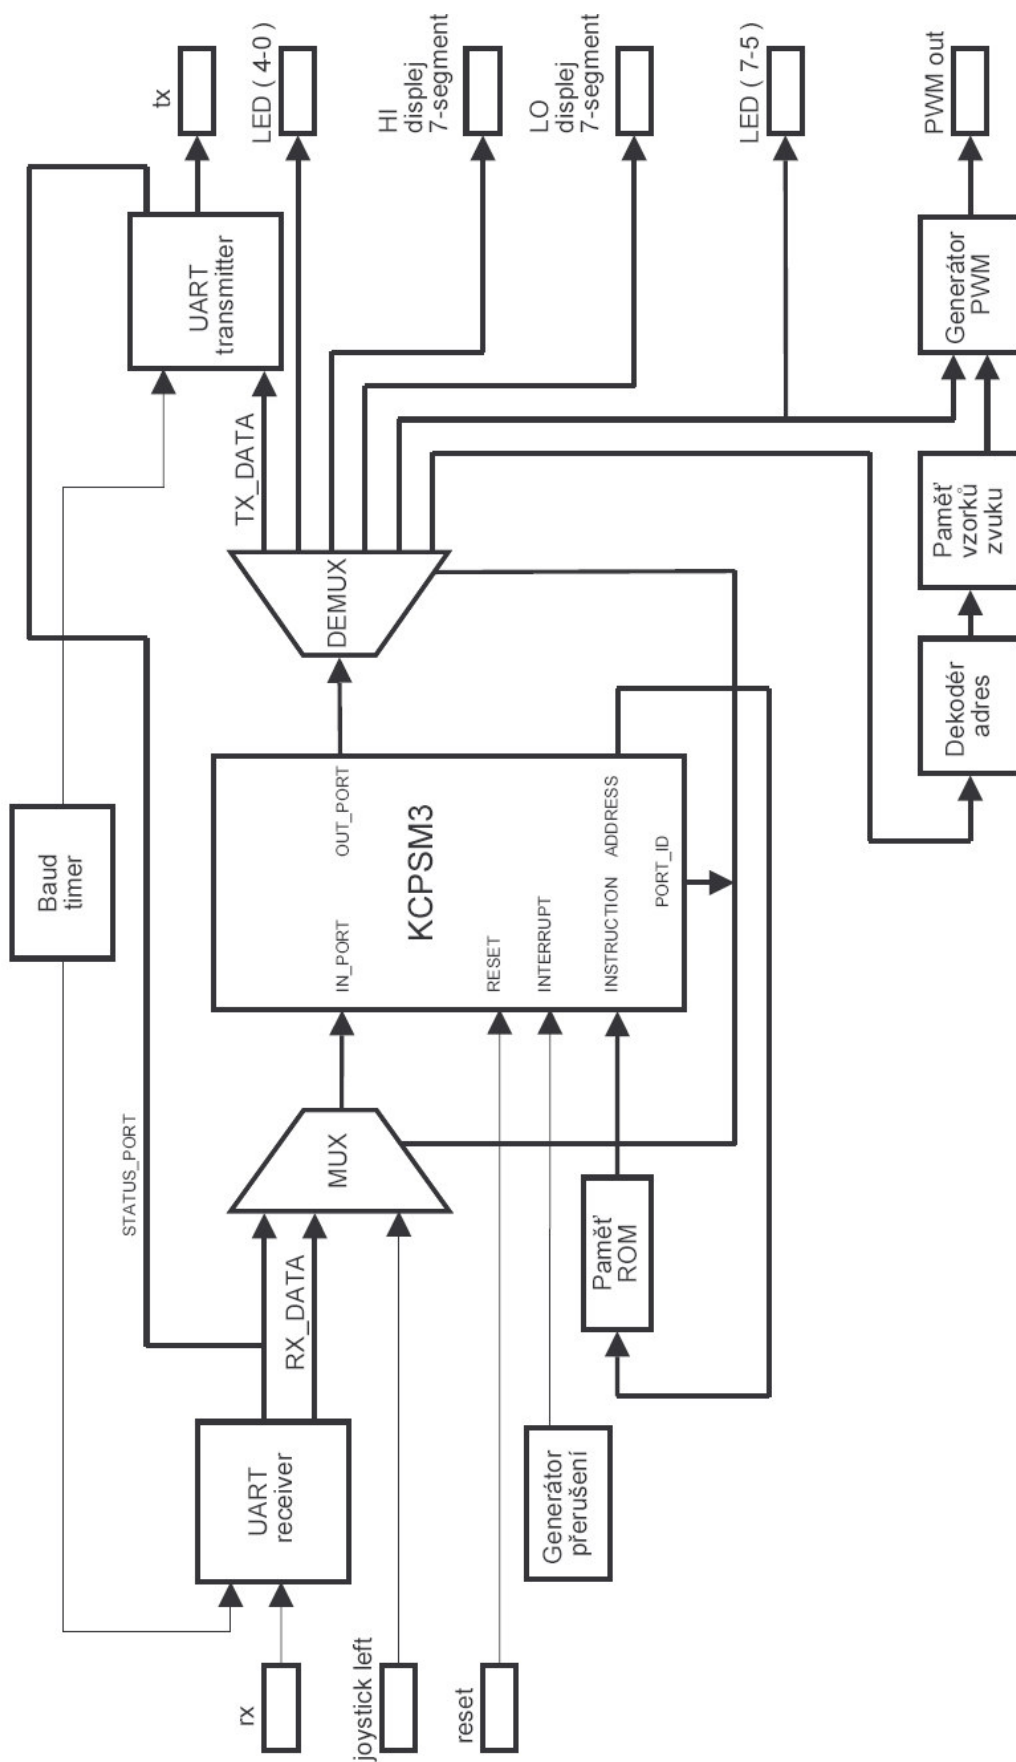 Baud
timer
STATUS_PORT
UART
transmitter
tx
LED ( 4-0 )
HI
displej
7-segment
LO
displej
7-segment
LED ( 7-5 )
PWM out
TX_DATA
DEMUX
MUX
RX_DATA
UART
receiver
rx
joystick left
reset
IN_PORT
OUT_PORT
KCPSM3
RESET
INTERRUPT
INSTRUCTION
ADDRESS
PORT_ID
Paměť
ROM
Generátor
přerušení
Dekodér
adres
Paměť
vzorků
zvuku
Generátor
PWM